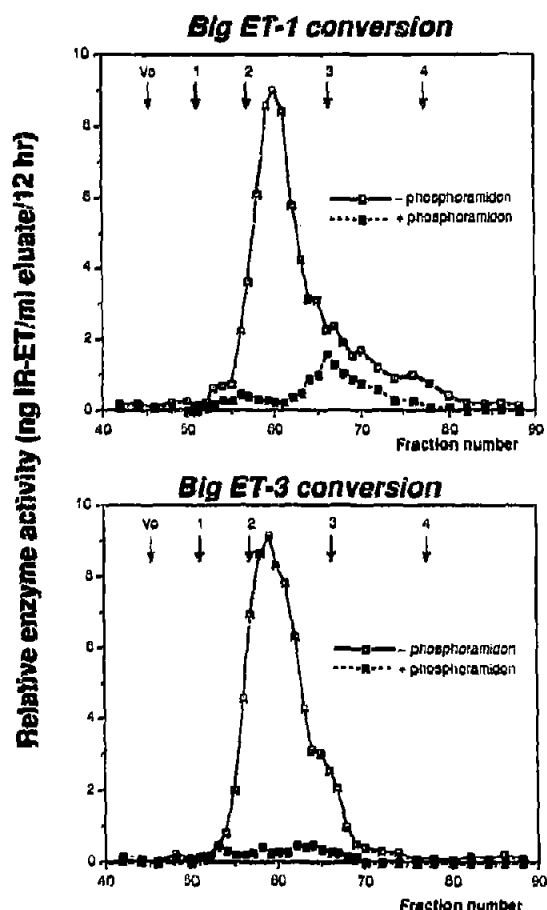 Big ET-1 conversion
Relative enzyme activity (ng IR-ET/ml eluate/12 hr)
10
8
6
4
2
0
Vo 1 2 3 4
– phosphoramidon
+ phosphoramidon
40 50 60 70 80 90
Fraction number
Big ET-3 conversion
10
8
6
4
2
0
Vo 1 2 3 4
– phosphoramidon
+ phosphoramidon
40 50 60 70 80 90
Fraction number